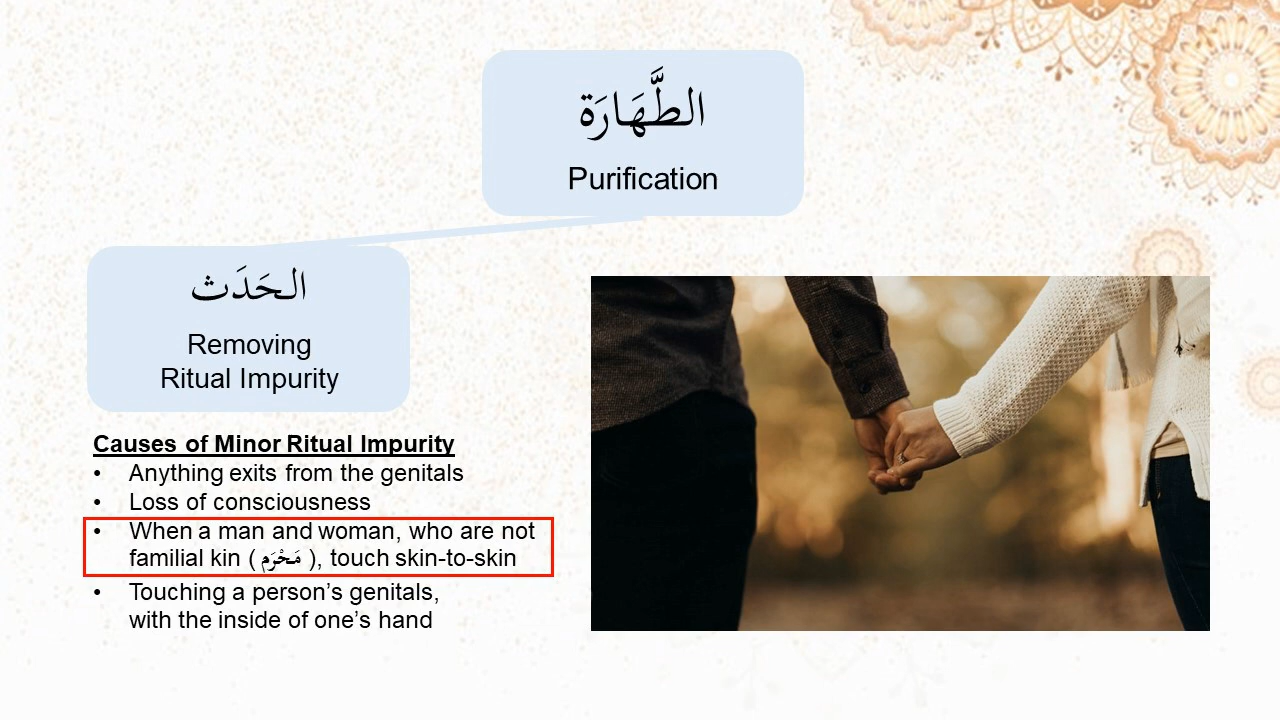 الطَّهَارَة
Purification
الحَدَث
Removing
Ritual Impurity
Causes of Minor Ritual Impurity
• Anything exits from the genitals
• Loss of consciousness
• When a man and woman, who are not
familial kin ( مَحْرَم ), touch skin-to-skin
• Touching a person’s genitals,
with the inside of one’s hand